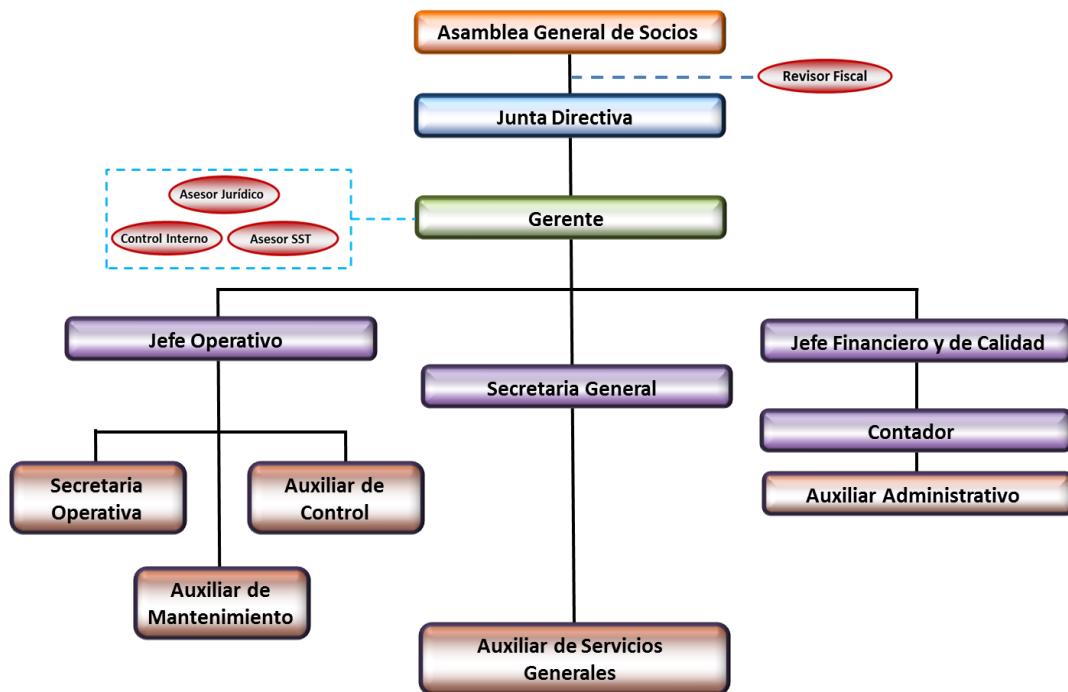 Asamblea General de Socios
Revisor Fiscal
Junta Directiva
Asesor Jurídico
Gerente
Control Interno
Asesor SST
Jefe Operativo
Jefe Financiero y de Calidad
Secretaria General
Contador
Secretaria
Operativa
Auxiliar de
Control
Auxiliar Administrativo
Auxiliar de
Mantenimiento
Auxiliar de Servicios
Generales